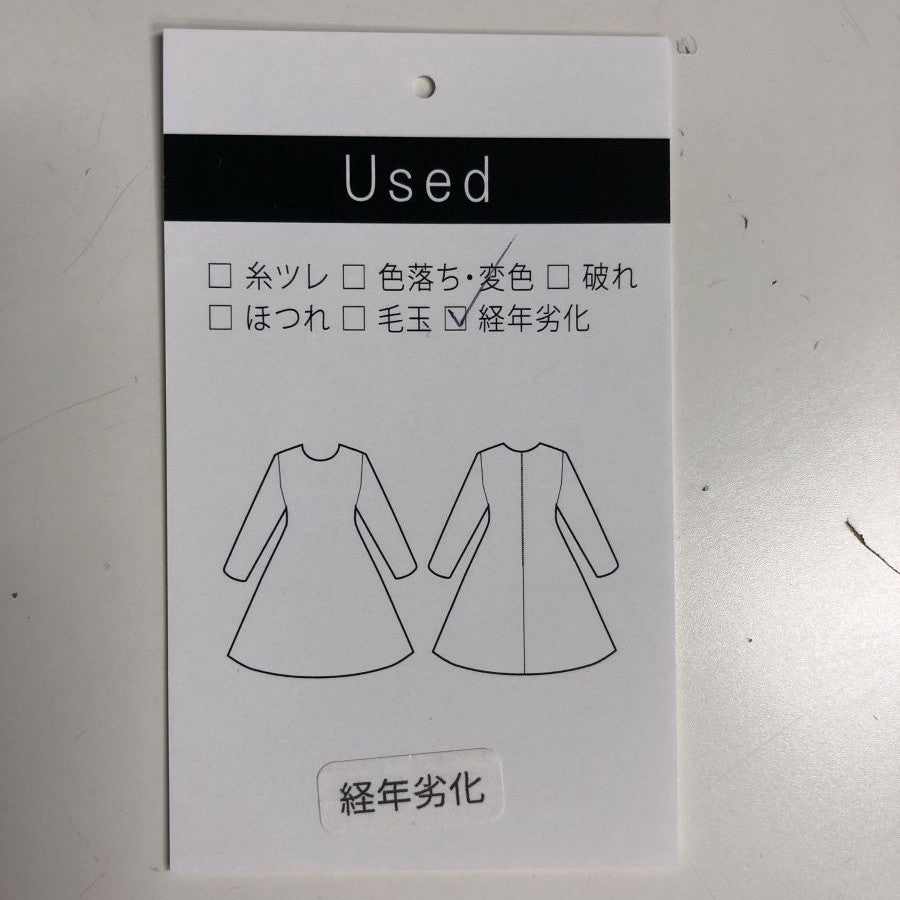 Used
□ 糸ツレ □ 色落ち・変色 □ 破れ
□ ほつれ □ 毛玉 ☑ 経年劣化
経年劣化